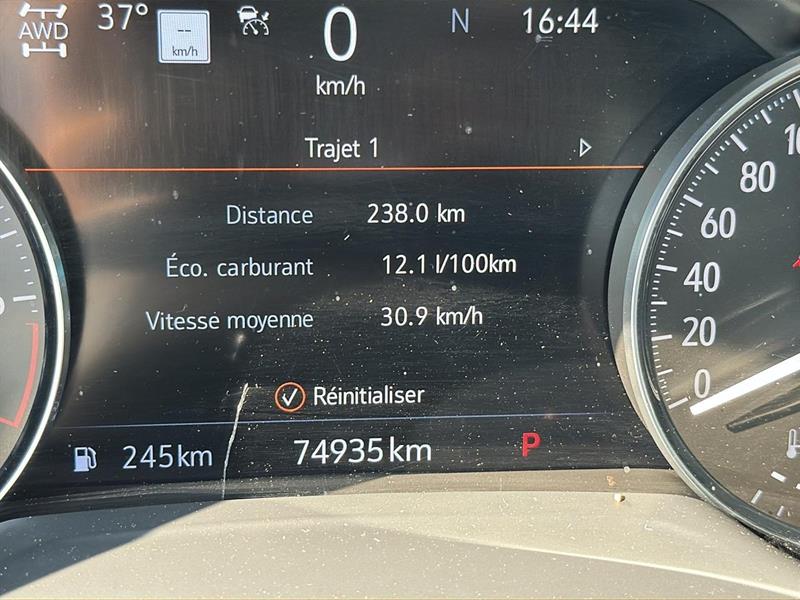 AWD 37° -- km/h 0 km/h N 16:44
Trajet 1
Distance 238.0 km
Éco. carburant 12.1 l/100km
Vitesse moyenne 30.9 km/h
Réinitialiser
245km 74935km P
80
60
40
20
0